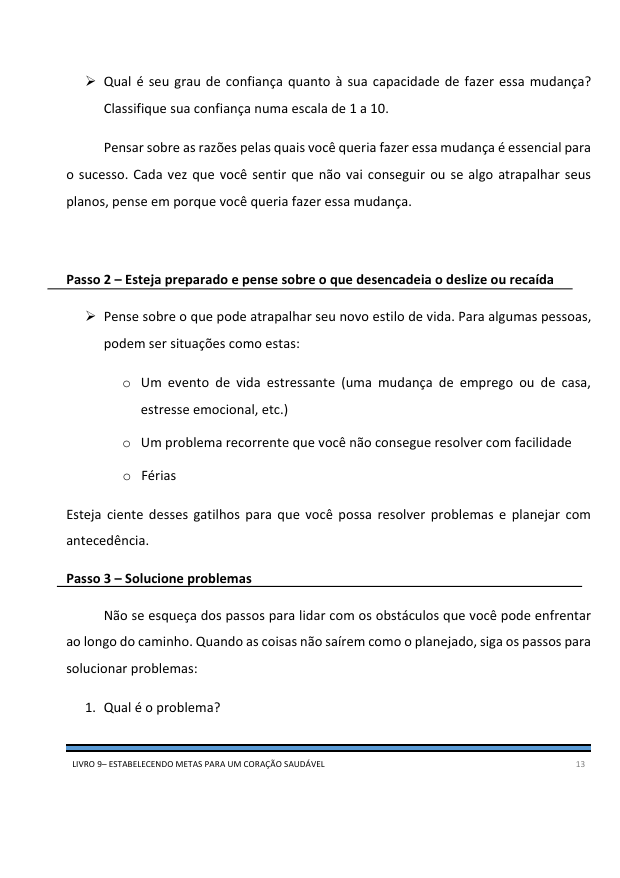 ➢ Qual é seu grau de confiança quanto à sua capacidade de fazer essa mudança?
Classifique sua confiança numa escala de 1 a 10.
Pensar sobre as razões pelas quais você queria fazer essa mudança é essencial para
o sucesso. Cada vez que você sentir que não vai conseguir ou se algo atrapalhar seus
planos, pense em porque você queria fazer essa mudança.
Passo 2 – Esteja preparado e pense sobre o que desencadeia o deslize ou recaída
➢ Pense sobre o que pode atrapalhar seu novo estilo de vida. Para algumas pessoas,
podem ser situações como estas:
o Um evento de vida estressante (uma mudança de emprego ou de casa,
estresse emocional, etc.)
o Um problema recorrente que você não consegue resolver com facilidade
o Férias
Esteja ciente desses gatilhos para que você possa resolver problemas e planejar com
antecedência.
Passo 3 – Solucione problemas
Não se esqueça dos passos para lidar com os obstáculos que você pode enfrentar
ao longo do caminho. Quando as coisas não saírem como o planejado, siga os passos para
solucionar problemas:
1. Qual é o problema?
LIVRO 9– ESTABELECENDO METAS PARA UM CORAÇÃO SAUDÁVEL 13